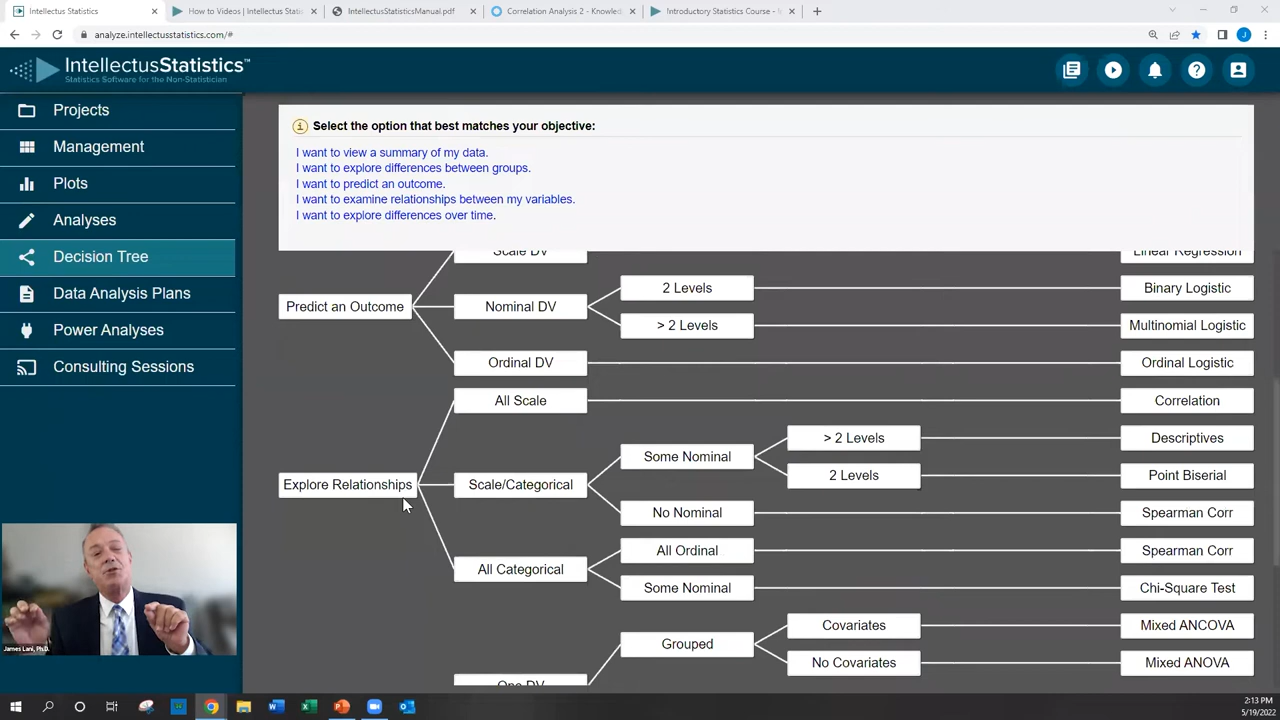 IntellectusStatistics
How to Videos | Intellectus Stati
IntellectusStatisticsManual.pdf
Correlation Analysis 2 - Knowled
Introductory Statistics Course - I
analyze.intellectusstatistics.com/#
IntellectusStatistics™
Statistics Software for the Non-Statistician
Projects
Management
Plots
Analyses
Decision Tree
Data Analysis Plans
Power Analyses
Consulting Sessions
Select the option that best matches your objective:
I want to view a summary of my data.
I want to explore differences between groups.
I want to predict an outcome.
I want to examine relationships between my variables.
I want to explore differences over time.
Scale DV
Linear Regression
Predict an Outcome
Nominal DV
2 Levels
Binary Logistic
> 2 Levels
Multinomial Logistic
Ordinal DV
Ordinal Logistic
All Scale
Correlation
Explore Relationships
Scale/Categorical
Some Nominal
> 2 Levels
Descriptives
2 Levels
Point Biserial
No Nominal
Spearman Corr
All Categorical
All Ordinal
Spearman Corr
Some Nominal
Chi-Square Test
One DV
Grouped
Covariates
Mixed ANCOVA
No Covariates
Mixed ANOVA
James Lani, Ph.D.
2:13 PM
5/19/2022